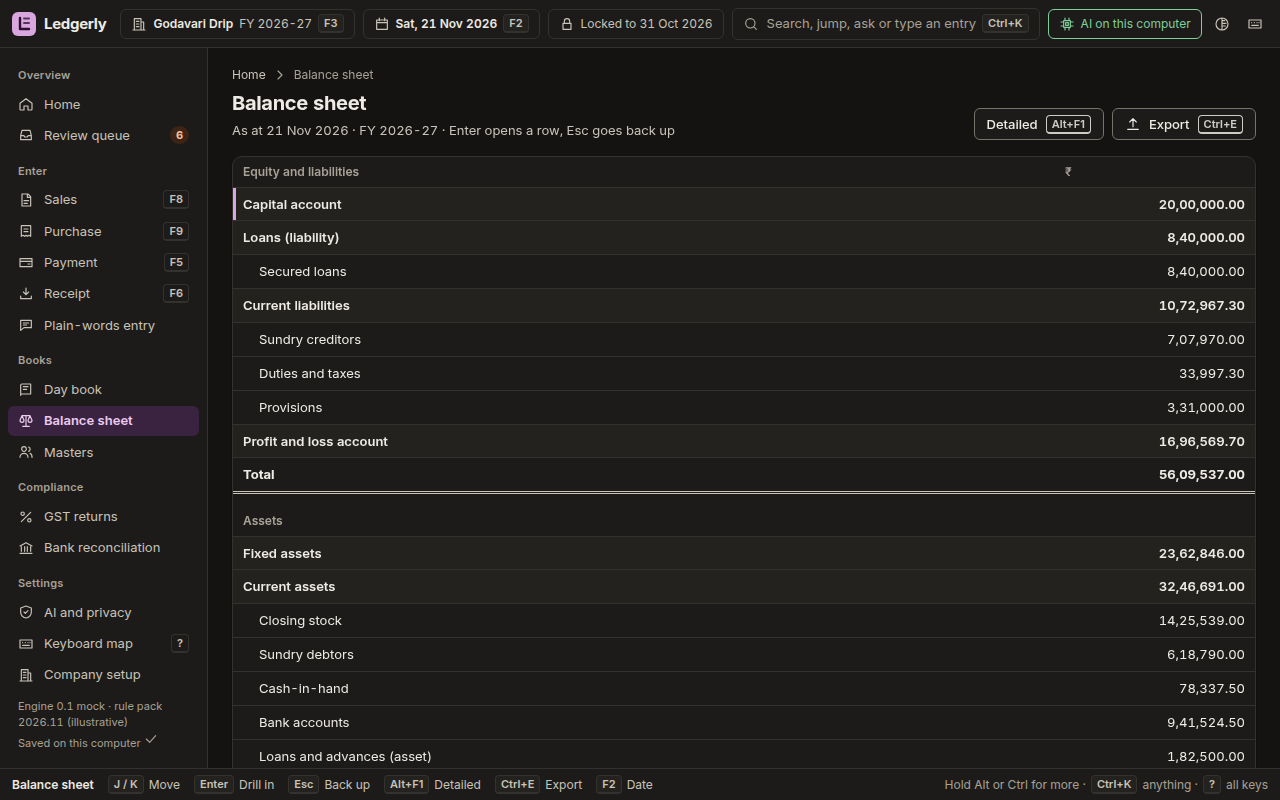 Ledgerly
Godavari Drip FY 2026-27 F3
Sat, 21 Nov 2026 F2
Locked to 31 Oct 2026
Search, jump, ask or type an entry Ctrl+K
AI on this computer
Overview
Home
Review queue 6
Enter
Sales F8
Purchase F9
Payment F5
Receipt F6
Plain-words entry
Books
Day book
Balance sheet
Masters
Compliance
GST returns
Bank reconciliation
Settings
AI and privacy
Keyboard map ?
Company setup
Engine 0.1 mock · rule pack
2026.11 (illustrative)
Saved on this computer
Home > Balance sheet
Balance sheet
As at 21 Nov 2026 · FY 2026-27 · Enter opens a row, Esc goes back up
Detailed Alt+F1
Export Ctrl+E
Equity and liabilities ₹
Capital account 20,00,000.00
Loans (liability) 8,40,000.00
Secured loans 8,40,000.00
Current liabilities 10,72,967.30
Sundry creditors 7,07,970.00
Duties and taxes 33,997.30
Provisions 3,31,000.00
Profit and loss account 16,96,569.70
Total 56,09,537.00
Assets
Fixed assets 23,62,846.00
Current assets 32,46,691.00
Closing stock 14,25,539.00
Sundry debtors 6,18,790.00
Cash-in-hand 78,337.50
Bank accounts 9,41,524.50
Loans and advances (asset) 1,82,500.00
Balance sheet J / K Move Enter Drill in Esc Back up Alt+F1 Detailed Ctrl+E Export F2 Date
Hold Alt or Ctrl for more · Ctrl+K anything · ? all keys